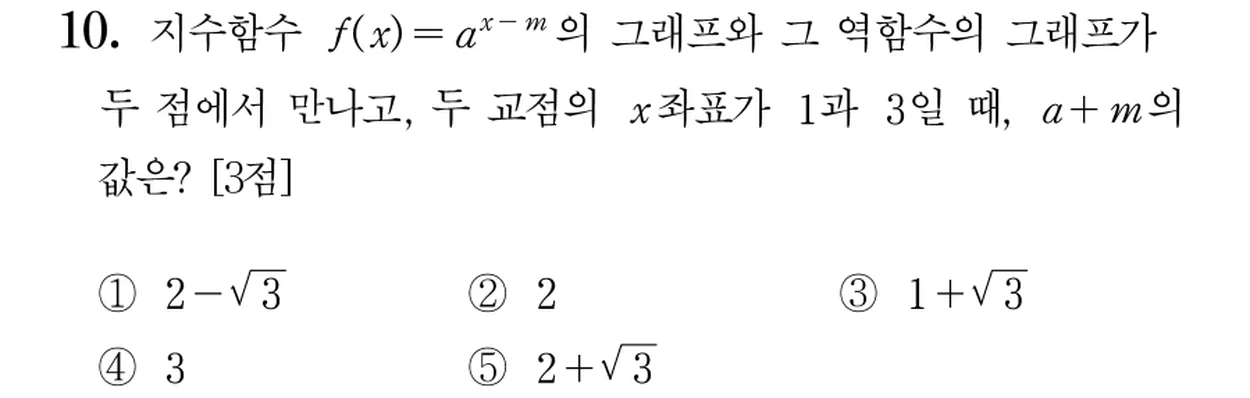 10. 지수함수 f(x)=a^{x-m}의 그래프와 그 역함수의 그래프가
두 점에서 만나고, 두 교점의 x좌표가 1과 3일 때, a+m의
값은? [3점]
① 2-√3 ② 2 ③ 1+√3
④ 3 ⑤ 2+√3